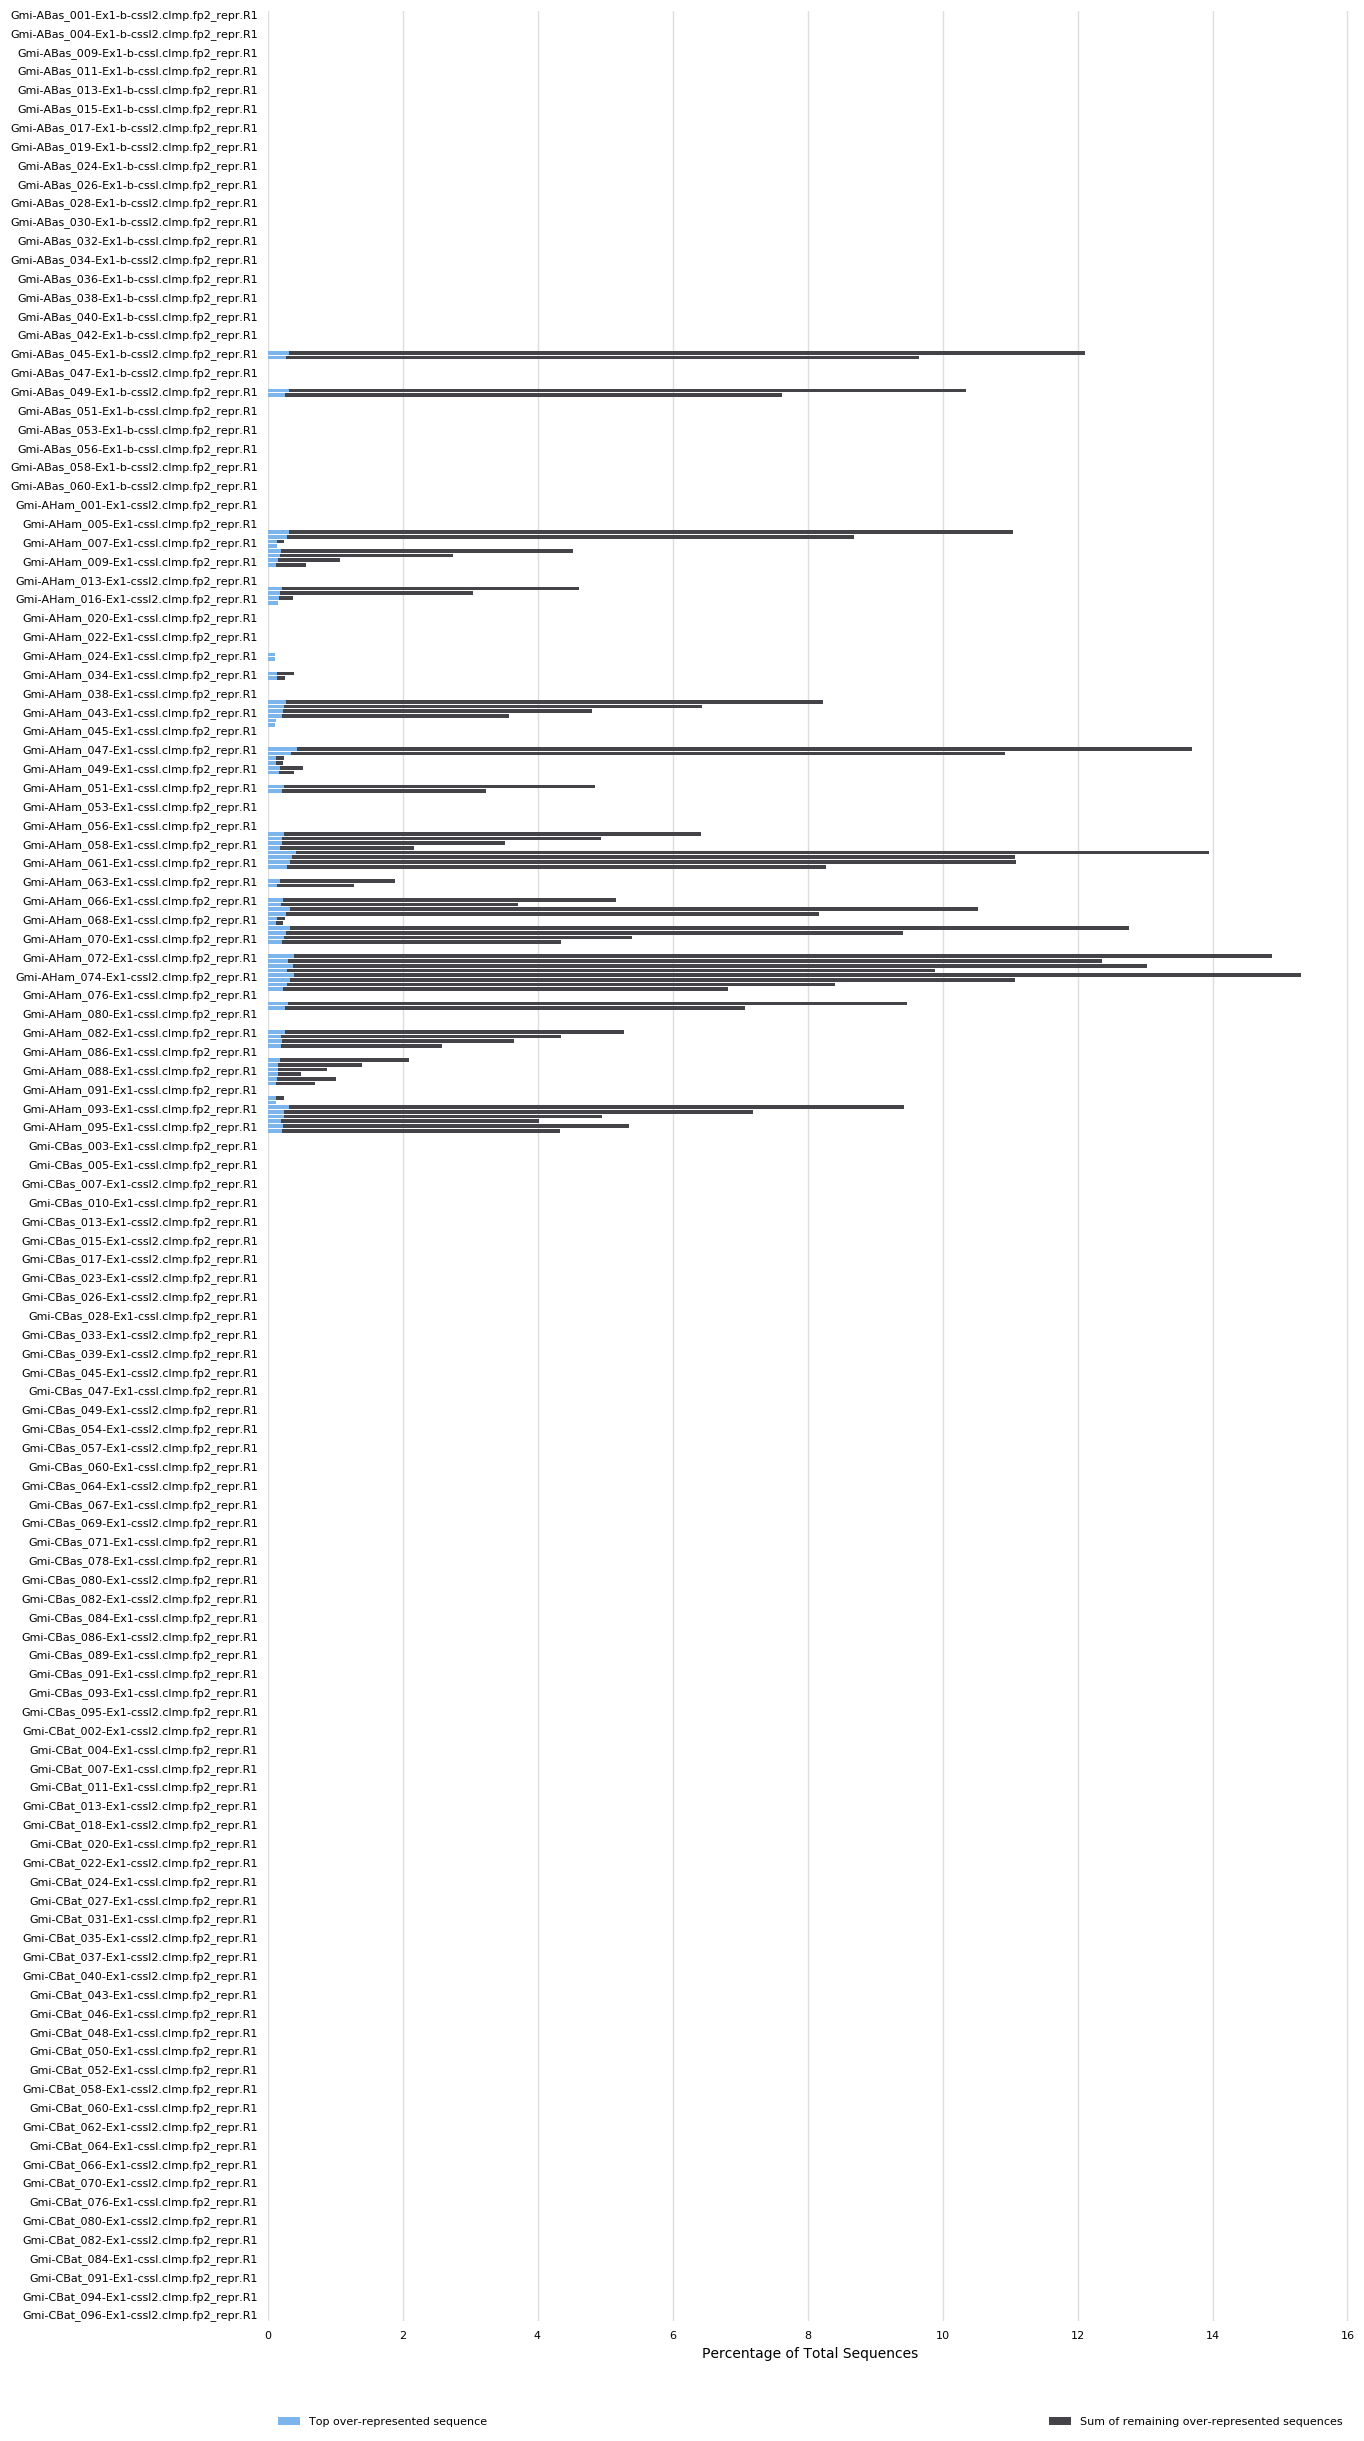 Gmi-ABas_001-Ex1-b-cssl2.clmp.fp2_repr.R1
Gmi-ABas_004-Ex1-b-cssl2.clmp.fp2_repr.R1
Gmi-ABas_009-Ex1-b-cssl.clmp.fp2_repr.R1
Gmi-ABas_011-Ex1-b-cssl.clmp.fp2_repr.R1
Gmi-ABas_013-Ex1-b-cssl.clmp.fp2_repr.R1
Gmi-ABas_015-Ex1-b-cssl.clmp.fp2_repr.R1
Gmi-ABas_017-Ex1-b-cssl2.clmp.fp2_repr.R1
Gmi-ABas_019-Ex1-b-cssl2.clmp.fp2_repr.R1
Gmi-ABas_024-Ex1-b-cssl.clmp.fp2_repr.R1
Gmi-ABas_026-Ex1-b-cssl.clmp.fp2_repr.R1
Gmi-ABas_028-Ex1-b-cssl2.clmp.fp2_repr.R1
Gmi-ABas_030-Ex1-b-cssl2.clmp.fp2_repr.R1
Gmi-ABas_032-Ex1-b-cssl.clmp.fp2_repr.R1
Gmi-ABas_034-Ex1-b-cssl2.clmp.fp2_repr.R1
Gmi-ABas_036-Ex1-b-cssl.clmp.fp2_repr.R1
Gmi-ABas_038-Ex1-b-cssl.clmp.fp2_repr.R1
Gmi-ABas_040-Ex1-b-cssl.clmp.fp2_repr.R1
Gmi-ABas_042-Ex1-b-cssl.clmp.fp2_repr.R1
Gmi-ABas_045-Ex1-b-cssl2.clmp.fp2_repr.R1
Gmi-ABas_047-Ex1-b-cssl.clmp.fp2_repr.R1
Gmi-ABas_049-Ex1-b-cssl2.clmp.fp2_repr.R1
Gmi-ABas_051-Ex1-b-cssl.clmp.fp2_repr.R1
Gmi-ABas_053-Ex1-b-cssl.clmp.fp2_repr.R1
Gmi-ABas_056-Ex1-b-cssl.clmp.fp2_repr.R1
Gmi-ABas_058-Ex1-b-cssl2.clmp.fp2_repr.R1
Gmi-ABas_060-Ex1-b-cssl2.clmp.fp2_repr.R1
Gmi-AHam_001-Ex1-cssl2.clmp.fp2_repr.R1
Gmi-AHam_005-Ex1-cssl.clmp.fp2_repr.R1
Gmi-AHam_007-Ex1-cssl.clmp.fp2_repr.R1
Gmi-AHam_009-Ex1-cssl.clmp.fp2_repr.R1
Gmi-AHam_013-Ex1-cssl2.clmp.fp2_repr.R1
Gmi-AHam_016-Ex1-cssl2.clmp.fp2_repr.R1
Gmi-AHam_020-Ex1-cssl.clmp.fp2_repr.R1
Gmi-AHam_022-Ex1-cssl.clmp.fp2_repr.R1
Gmi-AHam_024-Ex1-cssl.clmp.fp2_repr.R1
Gmi-AHam_034-Ex1-cssl.clmp.fp2_repr.R1
Gmi-AHam_038-Ex1-cssl.clmp.fp2_repr.R1
Gmi-AHam_043-Ex1-cssl.clmp.fp2_repr.R1
Gmi-AHam_045-Ex1-cssl.clmp.fp2_repr.R1
Gmi-AHam_047-Ex1-cssl.clmp.fp2_repr.R1
Gmi-AHam_049-Ex1-cssl.clmp.fp2_repr.R1
Gmi-AHam_051-Ex1-cssl.clmp.fp2_repr.R1
Gmi-AHam_053-Ex1-cssl.clmp.fp2_repr.R1
Gmi-AHam_056-Ex1-cssl.clmp.fp2_repr.R1
Gmi-AHam_058-Ex1-cssl.clmp.fp2_repr.R1
Gmi-AHam_061-Ex1-cssl.clmp.fp2_repr.R1
Gmi-AHam_063-Ex1-cssl.clmp.fp2_repr.R1
Gmi-AHam_066-Ex1-cssl.clmp.fp2_repr.R1
Gmi-AHam_068-Ex1-cssl.clmp.fp2_repr.R1
Gmi-AHam_070-Ex1-cssl.clmp.fp2_repr.R1
Gmi-AHam_072-Ex1-cssl.clmp.fp2_repr.R1
Gmi-AHam_074-Ex1-cssl2.clmp.fp2_repr.R1
Gmi-AHam_076-Ex1-cssl.clmp.fp2_repr.R1
Gmi-AHam_080-Ex1-cssl.clmp.fp2_repr.R1
Gmi-AHam_082-Ex1-cssl.clmp.fp2_repr.R1
Gmi-AHam_086-Ex1-cssl.clmp.fp2_repr.R1
Gmi-AHam_088-Ex1-cssl.clmp.fp2_repr.R1
Gmi-AHam_091-Ex1-cssl.clmp.fp2_repr.R1
Gmi-AHam_093-Ex1-cssl.clmp.fp2_repr.R1
Gmi-AHam_095-Ex1-cssl.clmp.fp2_repr.R1
Gmi-CBas_003-Ex1-cssl.clmp.fp2_repr.R1
Gmi-CBas_005-Ex1-cssl.clmp.fp2_repr.R1
Gmi-CBas_007-Ex1-cssl2.clmp.fp2_repr.R1
Gmi-CBas_010-Ex1-cssl.clmp.fp2_repr.R1
Gmi-CBas_013-Ex1-cssl2.clmp.fp2_repr.R1
Gmi-CBas_015-Ex1-cssl2.clmp.fp2_repr.R1
Gmi-CBas_017-Ex1-cssl2.clmp.fp2_repr.R1
Gmi-CBas_023-Ex1-cssl2.clmp.fp2_repr.R1
Gmi-CBas_026-Ex1-cssl2.clmp.fp2_repr.R1
Gmi-CBas_028-Ex1-cssl.clmp.fp2_repr.R1
Gmi-CBas_033-Ex1-cssl2.clmp.fp2_repr.R1
Gmi-CBas_039-Ex1-cssl2.clmp.fp2_repr.R1
Gmi-CBas_045-Ex1-cssl2.clmp.fp2_repr.R1
Gmi-CBas_047-Ex1-cssl.clmp.fp2_repr.R1
Gmi-CBas_049-Ex1-cssl2.clmp.fp2_repr.R1
Gmi-CBas_054-Ex1-cssl2.clmp.fp2_repr.R1
Gmi-CBas_057-Ex1-cssl2.clmp.fp2_repr.R1
Gmi-CBas_060-Ex1-cssl.clmp.fp2_repr.R1
Gmi-CBas_064-Ex1-cssl2.clmp.fp2_repr.R1
Gmi-CBas_067-Ex1-cssl.clmp.fp2_repr.R1
Gmi-CBas_069-Ex1-cssl2.clmp.fp2_repr.R1
Gmi-CBas_071-Ex1-cssl.clmp.fp2_repr.R1
Gmi-CBas_078-Ex1-cssl.clmp.fp2_repr.R1
Gmi-CBas_080-Ex1-cssl2.clmp.fp2_repr.R1
Gmi-CBas_082-Ex1-cssl2.clmp.fp2_repr.R1
Gmi-CBas_084-Ex1-cssl.clmp.fp2_repr.R1
Gmi-CBas_086-Ex1-cssl2.clmp.fp2_repr.R1
Gmi-CBas_089-Ex1-cssl.clmp.fp2_repr.R1
Gmi-CBas_091-Ex1-cssl.clmp.fp2_repr.R1
Gmi-CBas_093-Ex1-cssl.clmp.fp2_repr.R1
Gmi-CBas_095-Ex1-cssl2.clmp.fp2_repr.R1
Gmi-CBat_002-Ex1-cssl2.clmp.fp2_repr.R1
Gmi-CBat_004-Ex1-cssl.clmp.fp2_repr.R1
Gmi-CBat_007-Ex1-cssl.clmp.fp2_repr.R1
Gmi-CBat_011-Ex1-cssl.clmp.fp2_repr.R1
Gmi-CBat_013-Ex1-cssl2.clmp.fp2_repr.R1
Gmi-CBat_018-Ex1-cssl2.clmp.fp2_repr.R1
Gmi-CBat_020-Ex1-cssl.clmp.fp2_repr.R1
Gmi-CBat_022-Ex1-cssl2.clmp.fp2_repr.R1
Gmi-CBat_024-Ex1-cssl.clmp.fp2_repr.R1
Gmi-CBat_027-Ex1-cssl.clmp.fp2_repr.R1
Gmi-CBat_031-Ex1-cssl.clmp.fp2_repr.R1
Gmi-CBat_035-Ex1-cssl2.clmp.fp2_repr.R1
Gmi-CBat_037-Ex1-cssl2.clmp.fp2_repr.R1
Gmi-CBat_040-Ex1-cssl2.clmp.fp2_repr.R1
Gmi-CBat_043-Ex1-cssl.clmp.fp2_repr.R1
Gmi-CBat_046-Ex1-cssl.clmp.fp2_repr.R1
Gmi-CBat_048-Ex1-cssl.clmp.fp2_repr.R1
Gmi-CBat_050-Ex1-cssl.clmp.fp2_repr.R1
Gmi-CBat_052-Ex1-cssl.clmp.fp2_repr.R1
Gmi-CBat_058-Ex1-cssl2.clmp.fp2_repr.R1
Gmi-CBat_060-Ex1-cssl.clmp.fp2_repr.R1
Gmi-CBat_062-Ex1-cssl2.clmp.fp2_repr.R1
Gmi-CBat_064-Ex1-cssl.clmp.fp2_repr.R1
Gmi-CBat_066-Ex1-cssl2.clmp.fp2_repr.R1
Gmi-CBat_070-Ex1-cssl2.clmp.fp2_repr.R1
Gmi-CBat_076-Ex1-cssl.clmp.fp2_repr.R1
Gmi-CBat_080-Ex1-cssl2.clmp.fp2_repr.R1
Gmi-CBat_082-Ex1-cssl2.clmp.fp2_repr.R1
Gmi-CBat_084-Ex1-cssl.clmp.fp2_repr.R1
Gmi-CBat_091-Ex1-cssl.clmp.fp2_repr.R1
Gmi-CBat_094-Ex1-cssl2.clmp.fp2_repr.R1
Gmi-CBat_096-Ex1-cssl2.clmp.fp2_repr.R1
0 2 4 6 8 10 12 14 16
Percentage of Total Sequences
Top over-represented sequence
Sum of remaining over-represented sequences